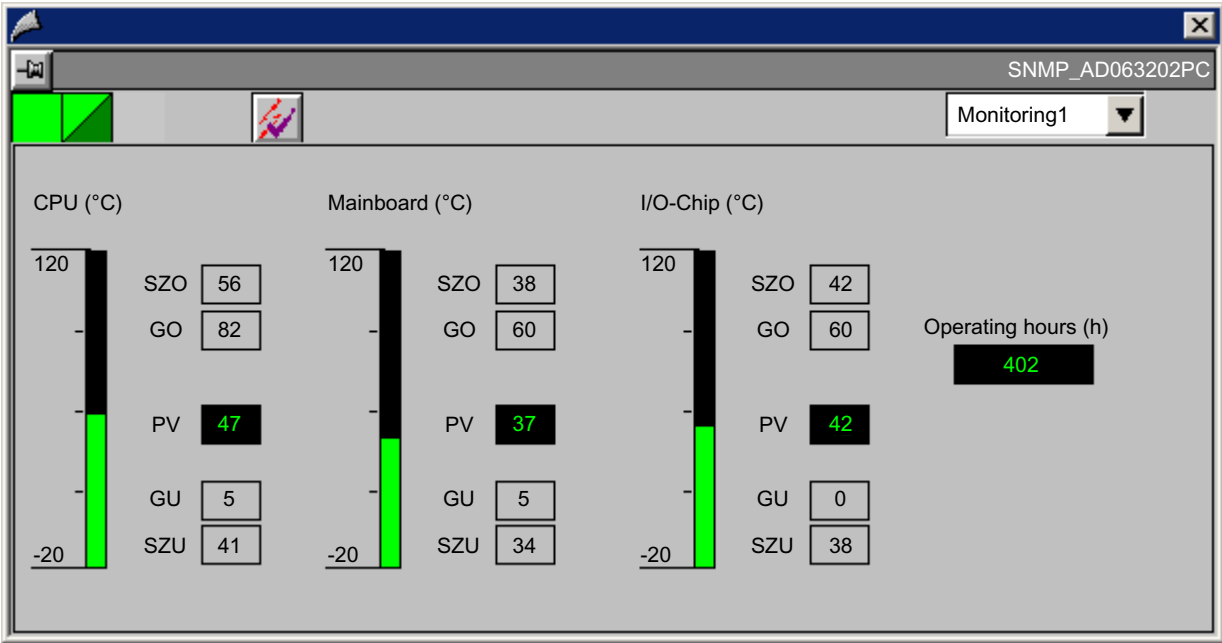 SNMP_AD063202PC
Monitoring1
CPU (°C)
120
SZO 56
GO 82
PV 47
GU 5
SZU 41
-20
Mainboard (°C)
120
SZO 38
GO 60
PV 37
GU 5
SZU 34
-20
I/O-Chip (°C)
120
SZO 42
GO 60
PV 42
GU 0
SZU 38
-20
Operating hours (h)
402